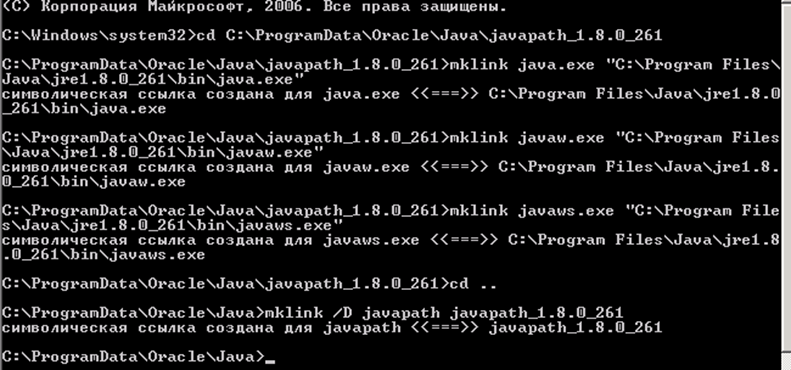 (C) Корпорация Майкрософт, 2006. Все права защищены.
C:\Windows\system32>cd C:\ProgramData\Oracle\Java\javapath_1.8.0_261
C:\ProgramData\Oracle\Java\javapath_1.8.0_261>mklink java.exe "C:\Program Files\
Java\jre1.8.0_261\bin\java.exe"
символическая ссылка создана для java.exe <<===>> C:\Program Files\Java\jre1.8.0
_261\bin\java.exe
C:\ProgramData\Oracle\Java\javapath_1.8.0_261>mklink javaw.exe "C:\Program Files
\Java\jre1.8.0_261\bin\javaw.exe"
символическая ссылка создана для javaw.exe <<===>> C:\Program Files\Java\jre1.8.
0_261\bin\javaw.exe
C:\ProgramData\Oracle\Java\javapath_1.8.0_261>mklink javaws.exe "C:\Program File
s\Java\jre1.8.0_261\bin\javaws.exe"
символическая ссылка создана для javaws.exe <<===>> C:\Program Files\Java\jre1.8
.0_261\bin\javaws.exe
C:\ProgramData\Oracle\Java\javapath_1.8.0_261>cd ..
C:\ProgramData\Oracle\Java>mklink /D javapath javapath_1.8.0_261
символическая ссылка создана для javapath <<===>> javapath_1.8.0_261
C:\ProgramData\Oracle\Java>_